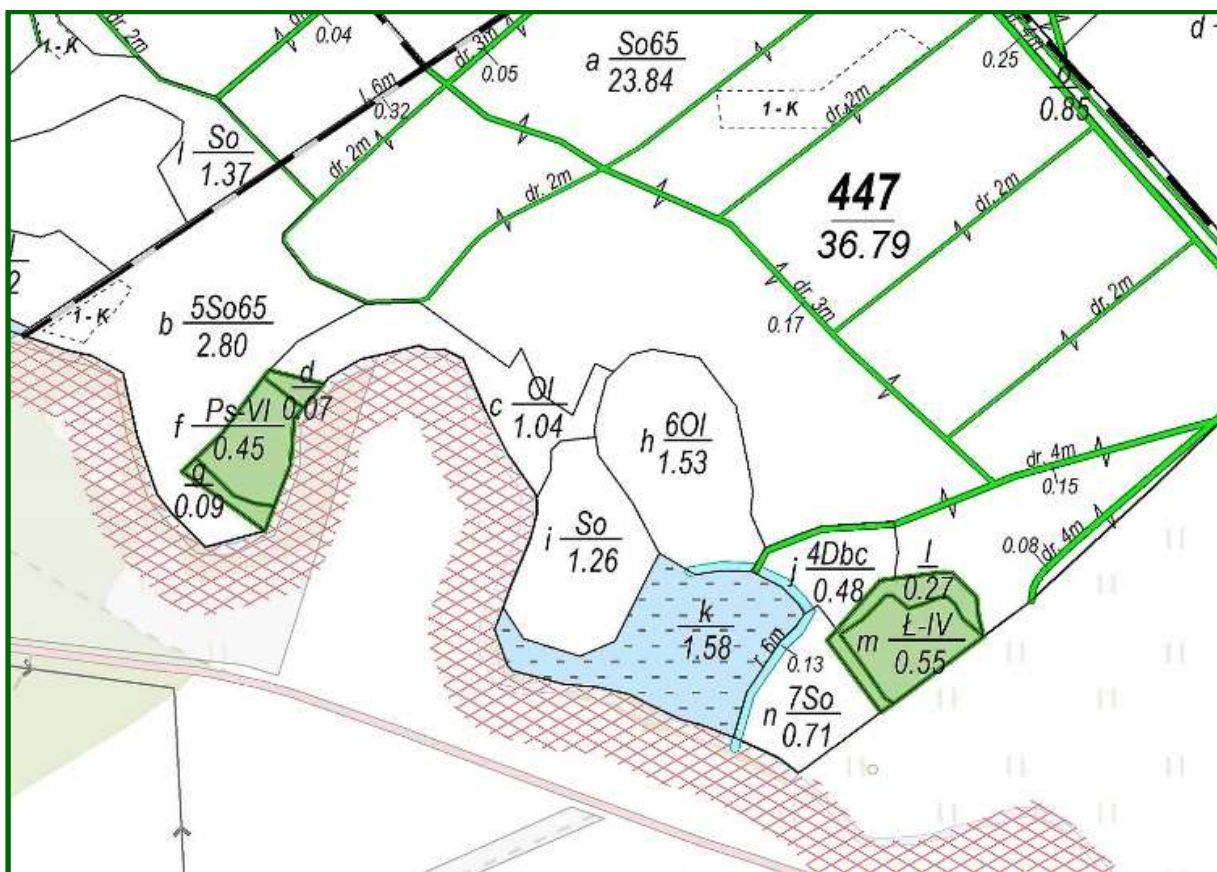 1-K
dr. 2m
0.04
dr. 3m
0.05
a So65
23.84
dr. 4m
0.25
d
l 6m
0.32
1-K
dr. 2m
0.85
l So
1.37
dr. 2m
dr. 2m
447
36.79
dr. 2m
2
1-K
b 5So65
2.80
dr. 3m
0.17
dr. 2m
d
0.07
f Ps-VI
0.45
c Ol
1.04
h 6Ol
1.53
g
0.09
dr. 4m
0.15
i So
1.26
j 4Dbc
0.48
l
0.27
0.08
dr. 4m
k
1.58
r. 6m
0.13
m Ł-IV
0.55
n 7So
0.71